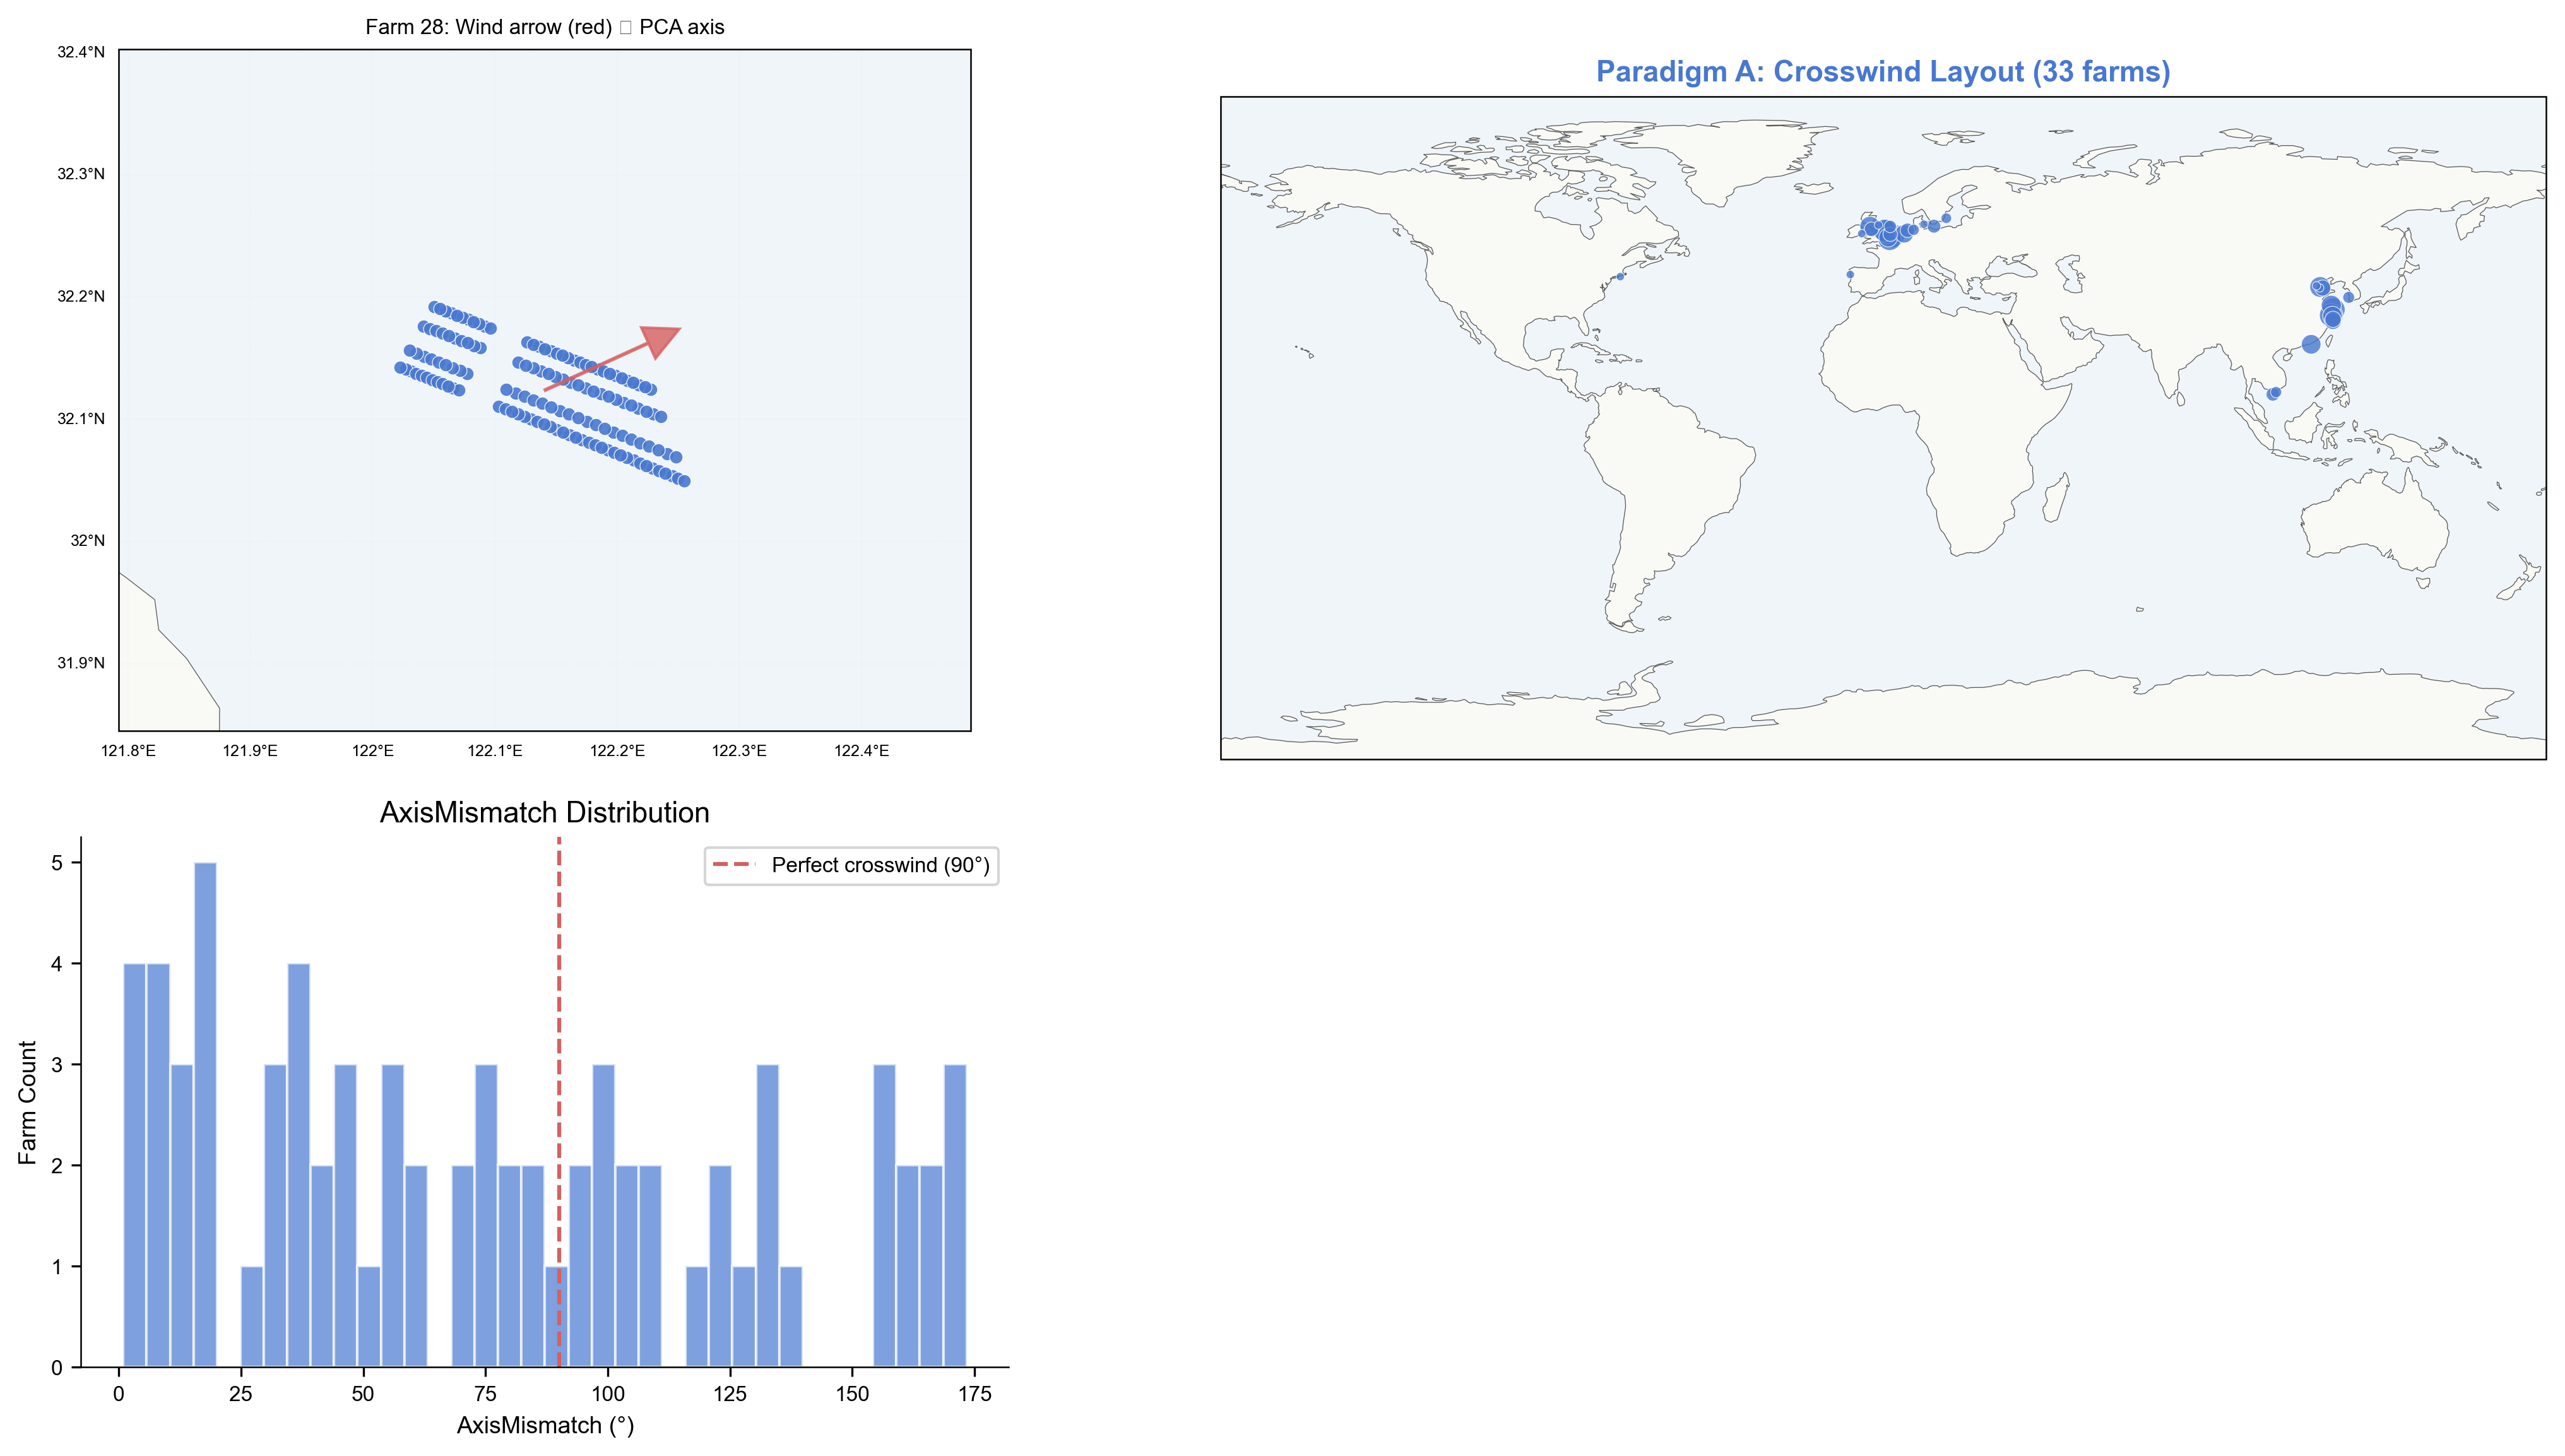 Farm 28: Wind arrow (red) □ PCA axis
32.4°N
32.3°N
32.2°N
32.1°N
32°N
31.9°N
121.8°E 121.9°E 122°E 122.1°E 122.2°E 122.3°E 122.4°E
Paradigm A: Crosswind Layout (33 farms)
AxisMismatch Distribution
Perfect crosswind (90°)
Farm Count
5
4
3
2
1
0
0 25 50 75 100 125 150 175
AxisMismatch (°)